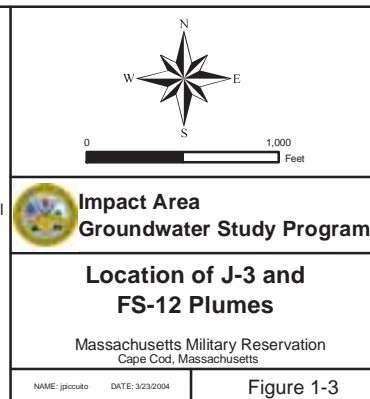 N
W E
S
0 1,000
Feet
Impact Area
Groundwater Study Program
Location of J-3 and
FS-12 Plumes
Massachusetts Military Reservation
Cape Cod, Massachusetts
NAME: jpiccuito DATE: 3/23/2004 Figure 1-3